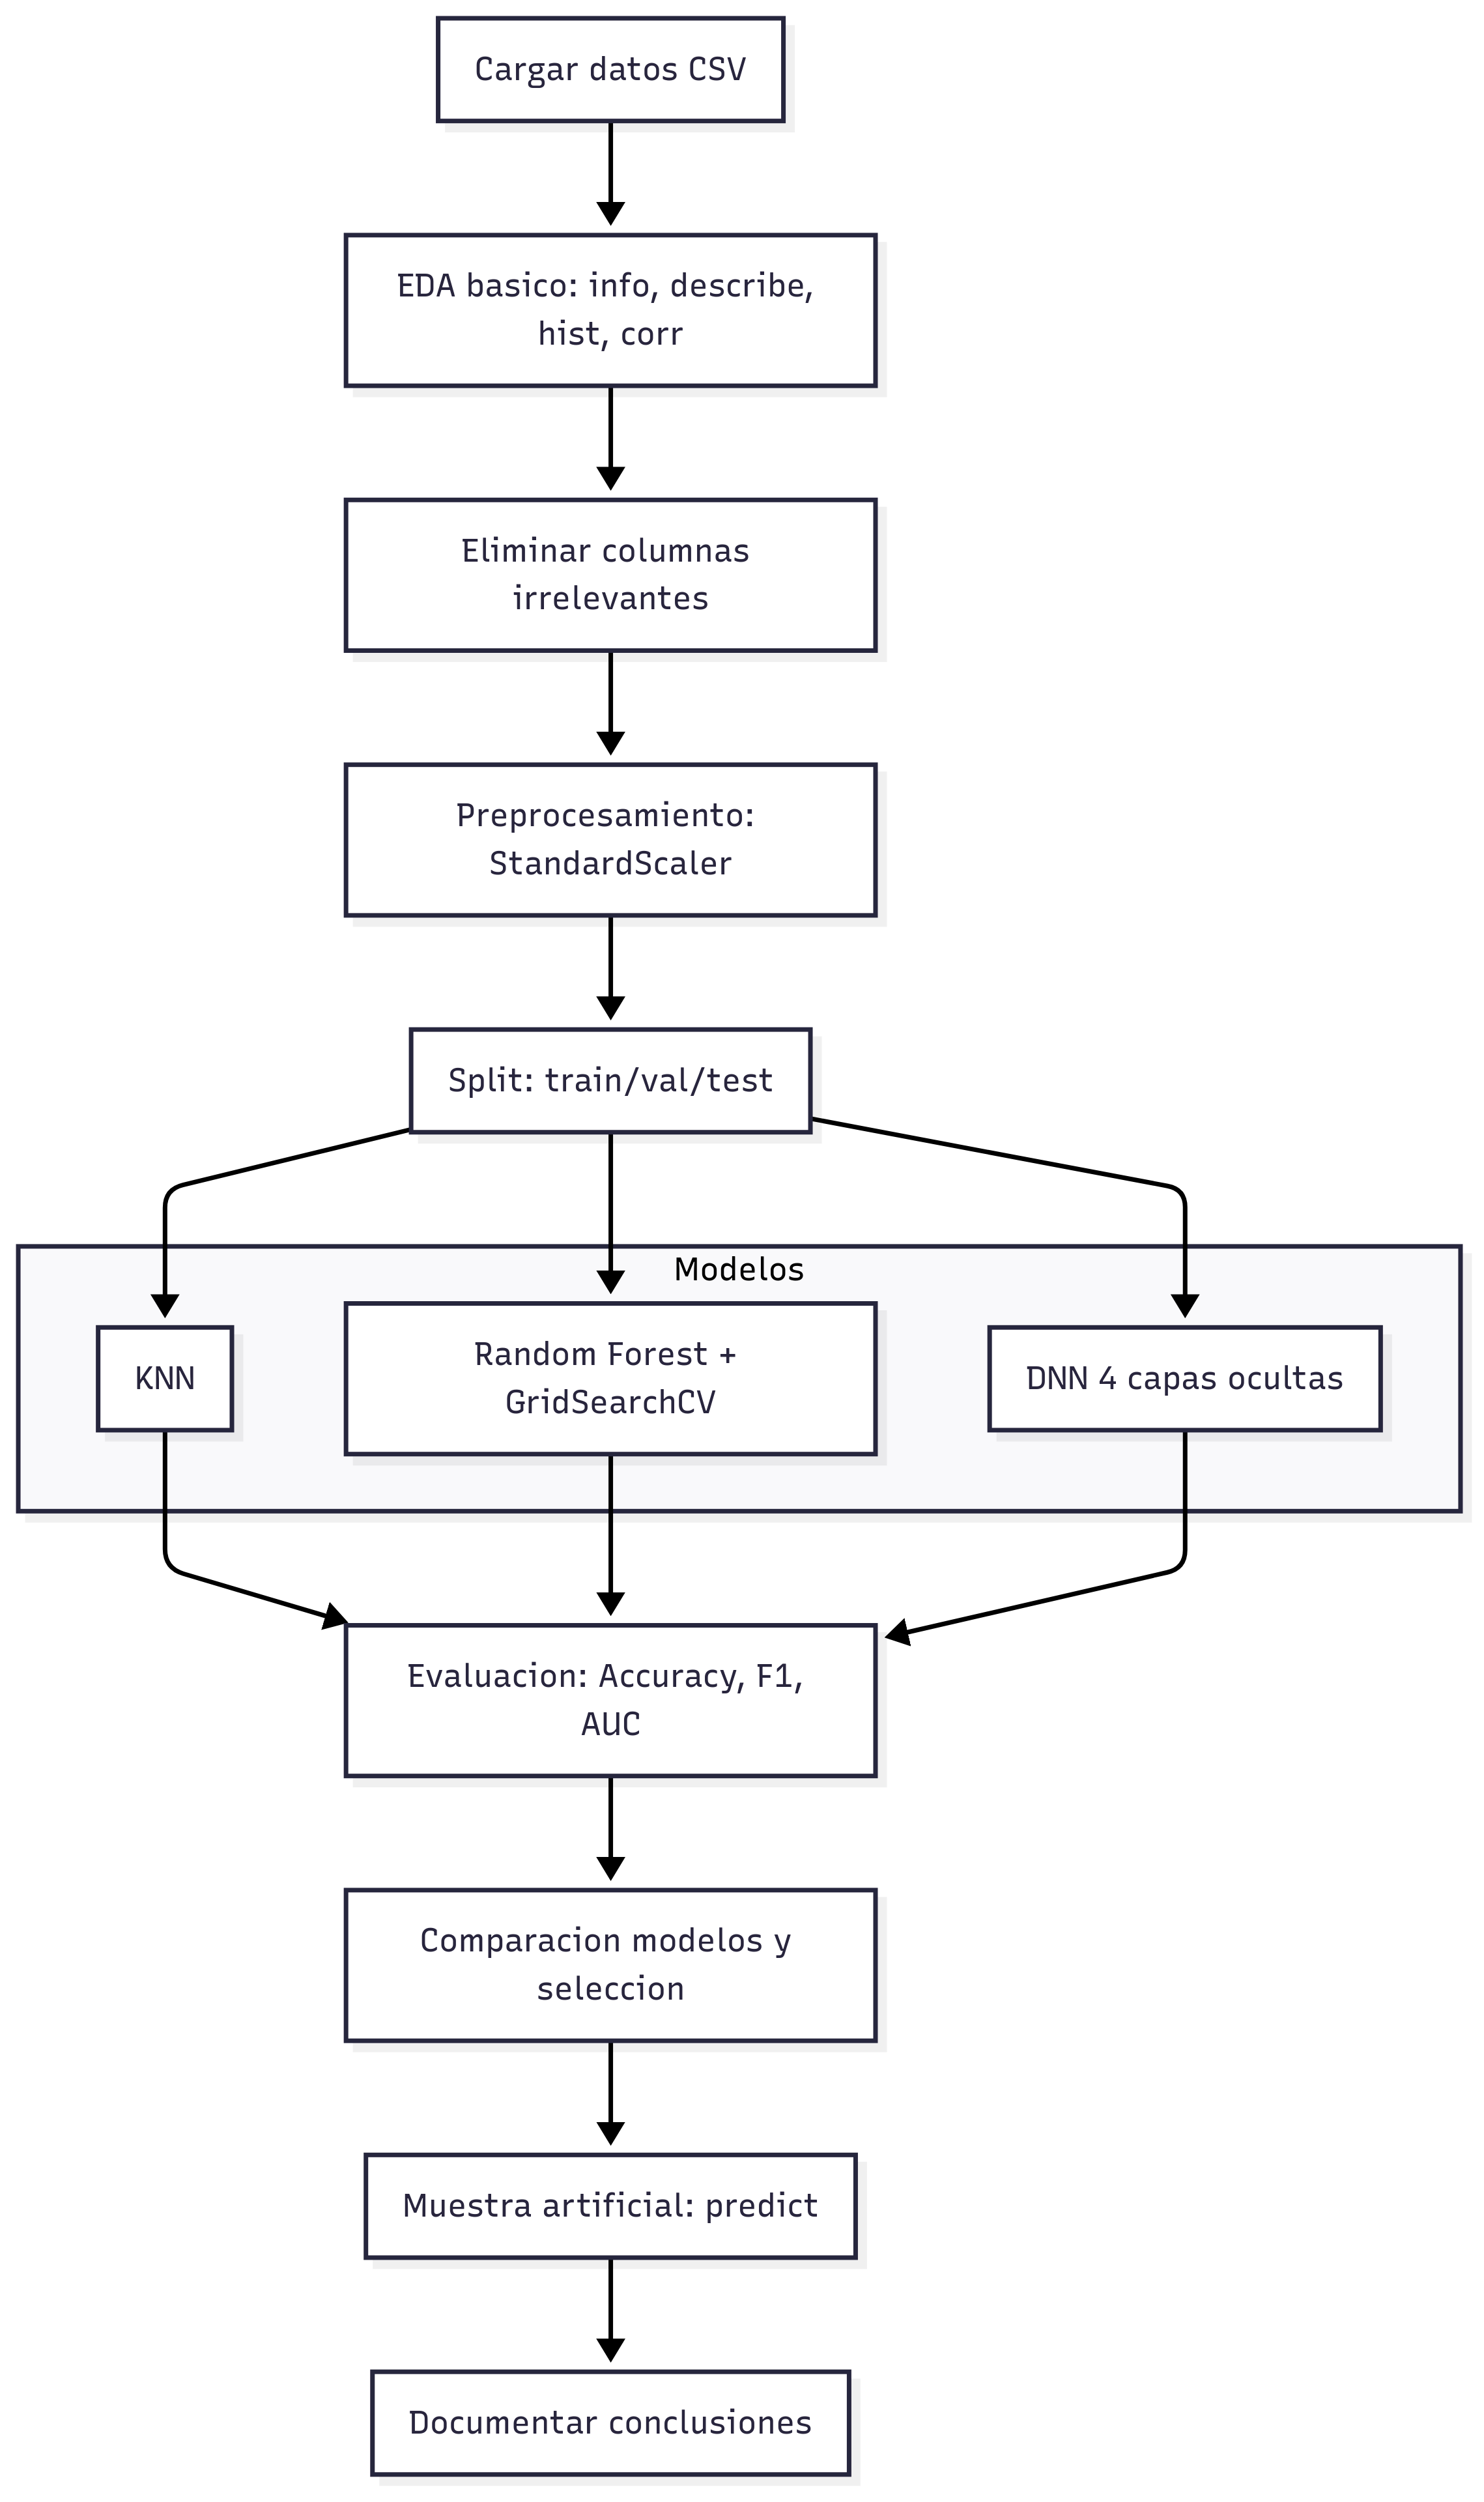 Cargar datos CSV
EDA basico: info, describe,
hist, corr
Eliminar columnas
irrelevantes
Preprocesamiento:
StandardScaler
Split: train/val/test
Modelos
KNN
Random Forest +
GridSearchCV
DNN 4 capas ocultas
Evaluacion: Accuracy, F1,
AUC
Comparacion modelos y
seleccion
Muestra artificial: predict
Documentar conclusiones